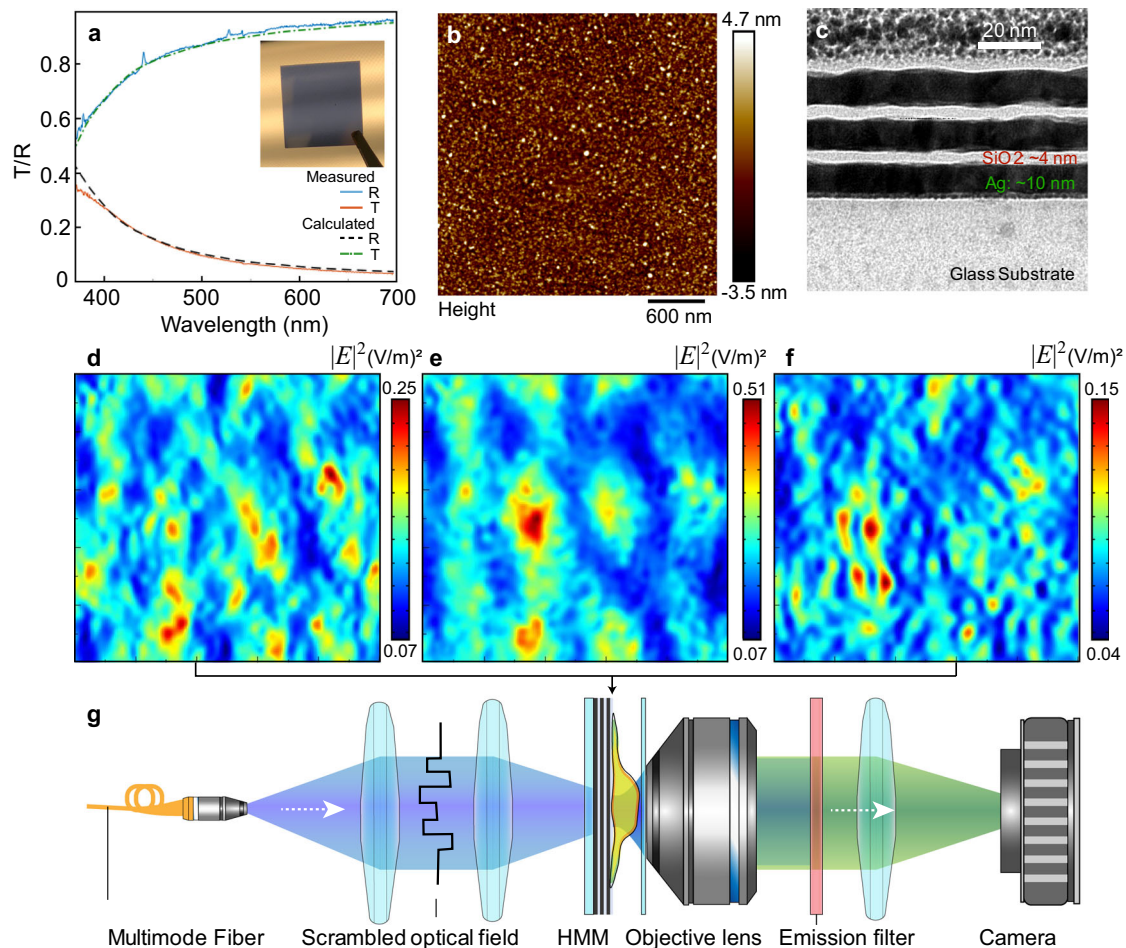 a
0.8
0.6
0.4
0.2
0
T/R
400
500
600
700
Wavelength (nm)
Measured
R
T
Calculated
R
T
b
4.7 nm
-3.5 nm
Height
600 nm
c
20 nm
SiO2 ~4 nm
Ag: ~10 nm
Glass Substrate
d
|E|²(V/m)²
0.25
0.07
e
|E|²(V/m)²
0.51
0.07
f
|E|²(V/m)²
0.15
0.04
g
Multimode Fiber
Scrambled optical field
HMM
Objective lens
Emission filter
Camera